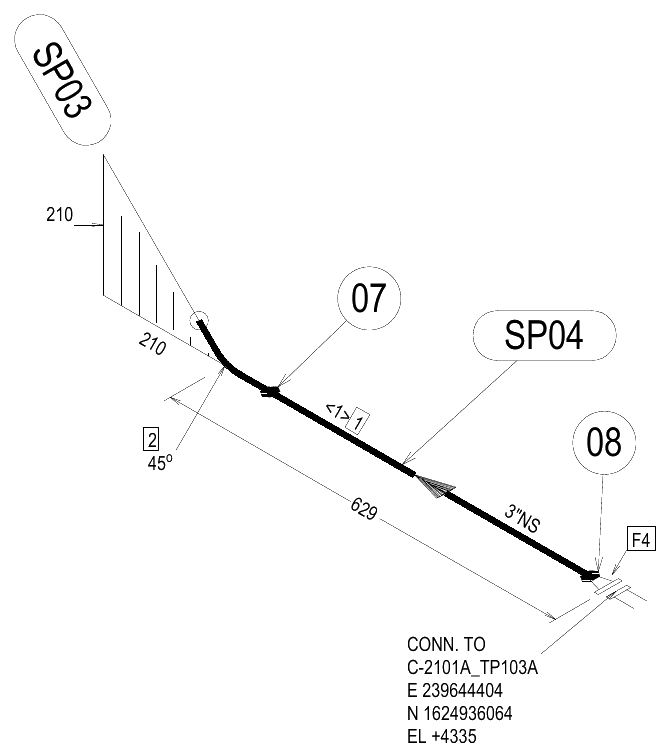 SP03
210
07
SP04
210
<1> 1
08
2
45º
629
3"NS
F4
CONN. TO
C-2101A_TP103A
E 239644404
N 1624936064
EL +4335